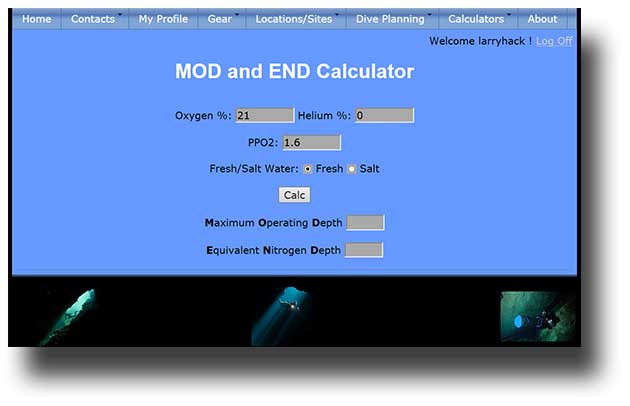 Home Contacts My Profile Gear Locations/Sites Dive Planning Calculators About
Welcome larryhack ! Log Off
MOD and END Calculator
Oxygen %: 21 Helium %: 0
PPO2: 1.6
Fresh/Salt Water: Fresh Salt
Calc
Maximum Operating Depth
Equivalent Nitrogen Depth